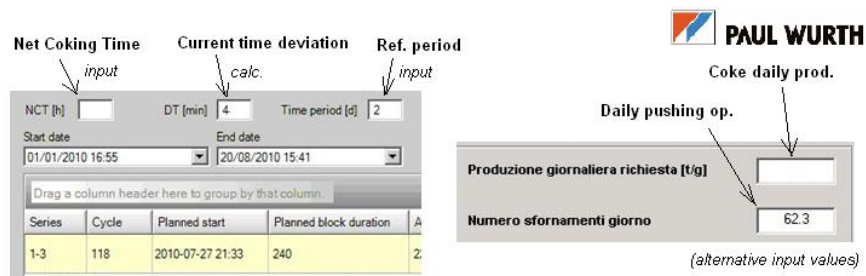 PAUL WURTH
Net Coking Time
Current time deviation
Ref. period
input
calc.
input
Coke daily prod.
Daily pushing op.
NCT [h]
DT [min] 4
Time period [d] 2
Start date
End date
01/01/2010 16:55
20/08/2010 15:41
Drag a column header here to group by that column.
Series Cycle Planned start Planned block duration A
1-3 118 2010-07-27 21:33 240 2
Produzione giornaliera richiesta [t/g]
Numero sfornamenti giorno 62.3
(alternative input values)